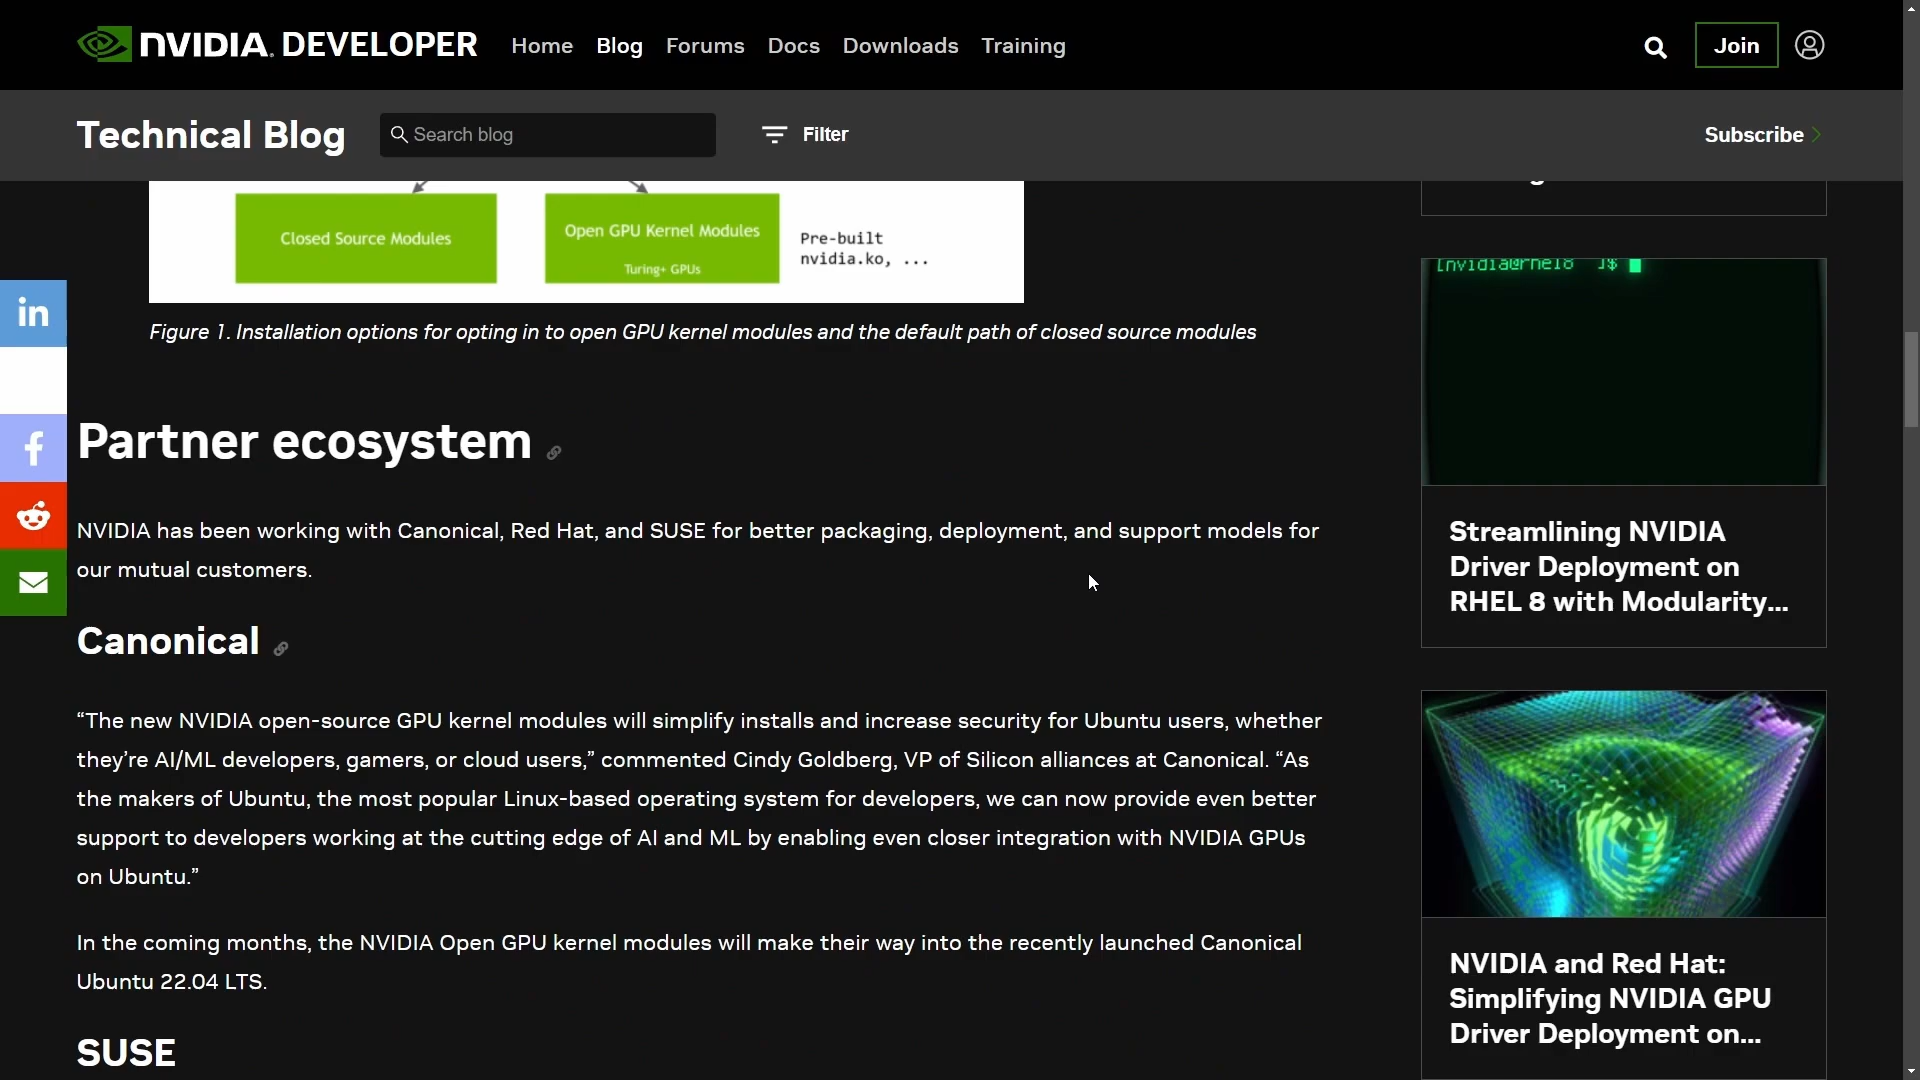 NVIDIA. DEVELOPER Home Blog Forums Docs Downloads Training Join
Technical Blog Search blog Filter Subscribe
Closed Source Modules
Open GPU Kernel Modules
Turing+ GPUs
Pre-built
nvidia.ko, ...
Figure 1. Installation options for opting in to open GPU kernel modules and the default path of closed source modules
Partner ecosystem
NVIDIA has been working with Canonical, Red Hat, and SUSE for better packaging, deployment, and support models for
our mutual customers.
Canonical
“The new NVIDIA open-source GPU kernel modules will simplify installs and increase security for Ubuntu users, whether
they’re AI/ML developers, gamers, or cloud users,” commented Cindy Goldberg, VP of Silicon alliances at Canonical. “As
the makers of Ubuntu, the most popular Linux-based operating system for developers, we can now provide even better
support to developers working at the cutting edge of AI and ML by enabling even closer integration with NVIDIA GPUs
on Ubuntu.”
In the coming months, the NVIDIA Open GPU kernel modules will make their way into the recently launched Canonical
Ubuntu 22.04 LTS.
SUSE
in
f
[nvidia@rhel8 ~]$
Streamlining NVIDIA
Driver Deployment on
RHEL 8 with Modularity...
NVIDIA and Red Hat:
Simplifying NVIDIA GPU
Driver Deployment on...